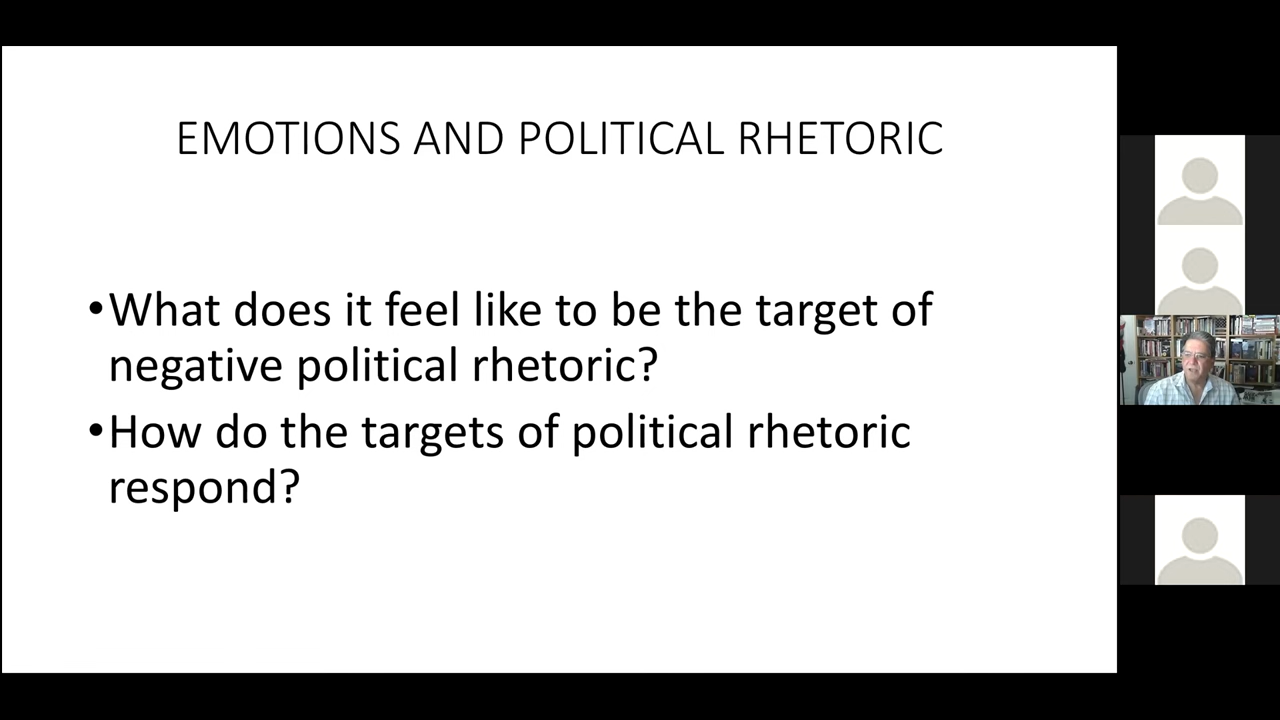 EMOTIONS AND POLITICAL RHETORIC
•What does it feel like to be the target of
negative political rhetoric?
•How do the targets of political rhetoric
respond?